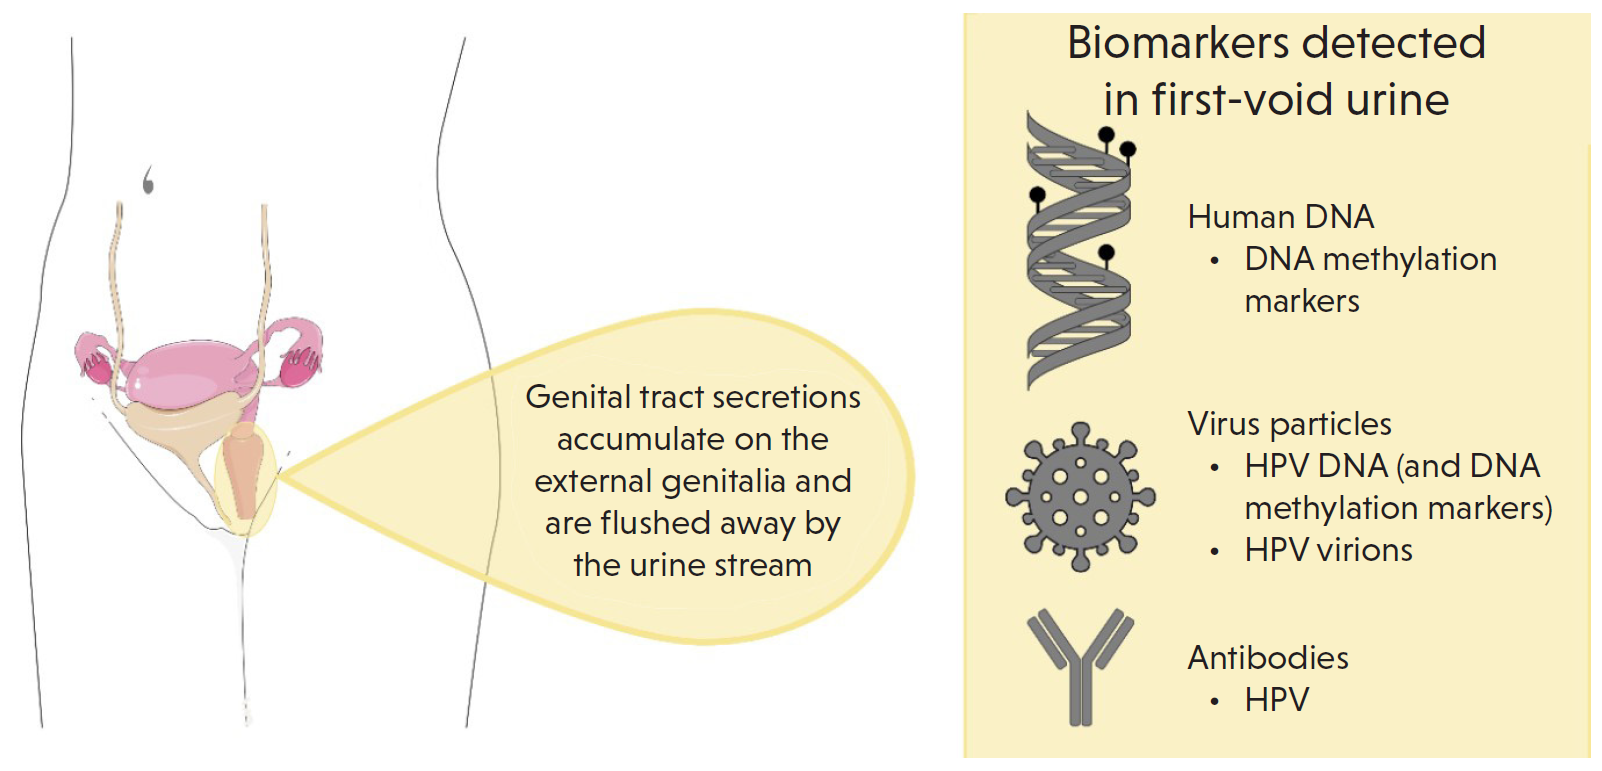 Genital tract secretions
accumulate on the
external genitalia and
are flushed away by
the urine stream
Biomarkers detected
in first-void urine
Human DNA
• DNA methylation
markers
Virus particles
• HPV DNA (and DNA
methylation markers)
• HPV virions
Antibodies
• HPV